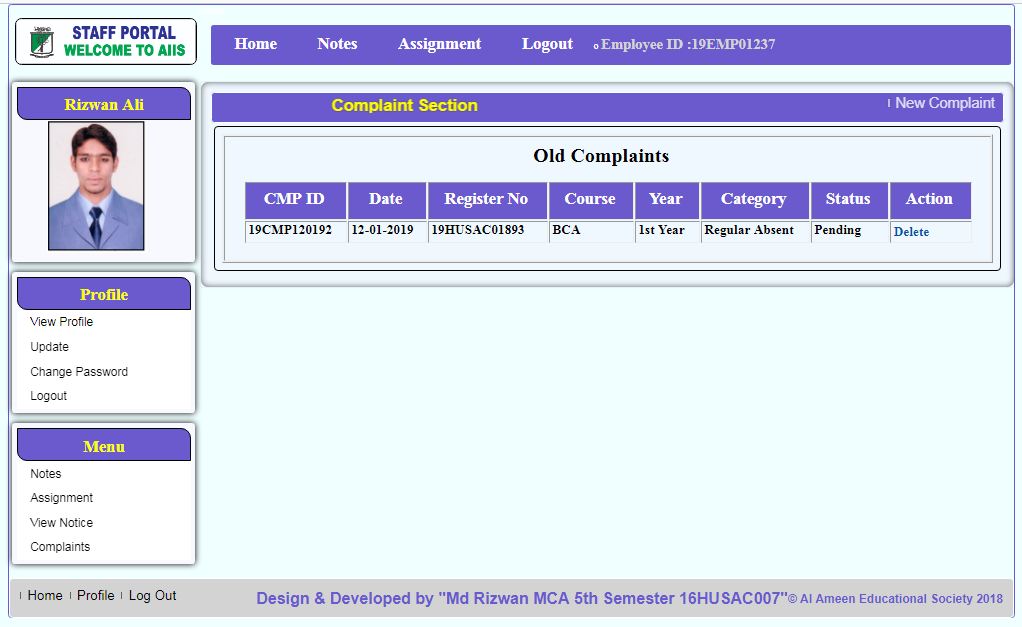 STAFF PORTAL
WELCOME TO AIIS
Home Notes Assignment Logout Employee ID :19EMP01237
Rizwan Ali
Complaint Section
New Complaint
Old Complaints
CMP ID Date Register No Course Year Category Status Action
19CMP120192 12-01-2019 19HUSAC01893 BCA 1st Year Regular Absent Pending Delete
Profile
View Profile
Update
Change Password
Logout
Menu
Notes
Assignment
View Notice
Complaints
Home Profile Log Out
Design & Developed by "Md Rizwan MCA 5th Semester 16HUSAC007"© Al Ameen Educational Society 2018